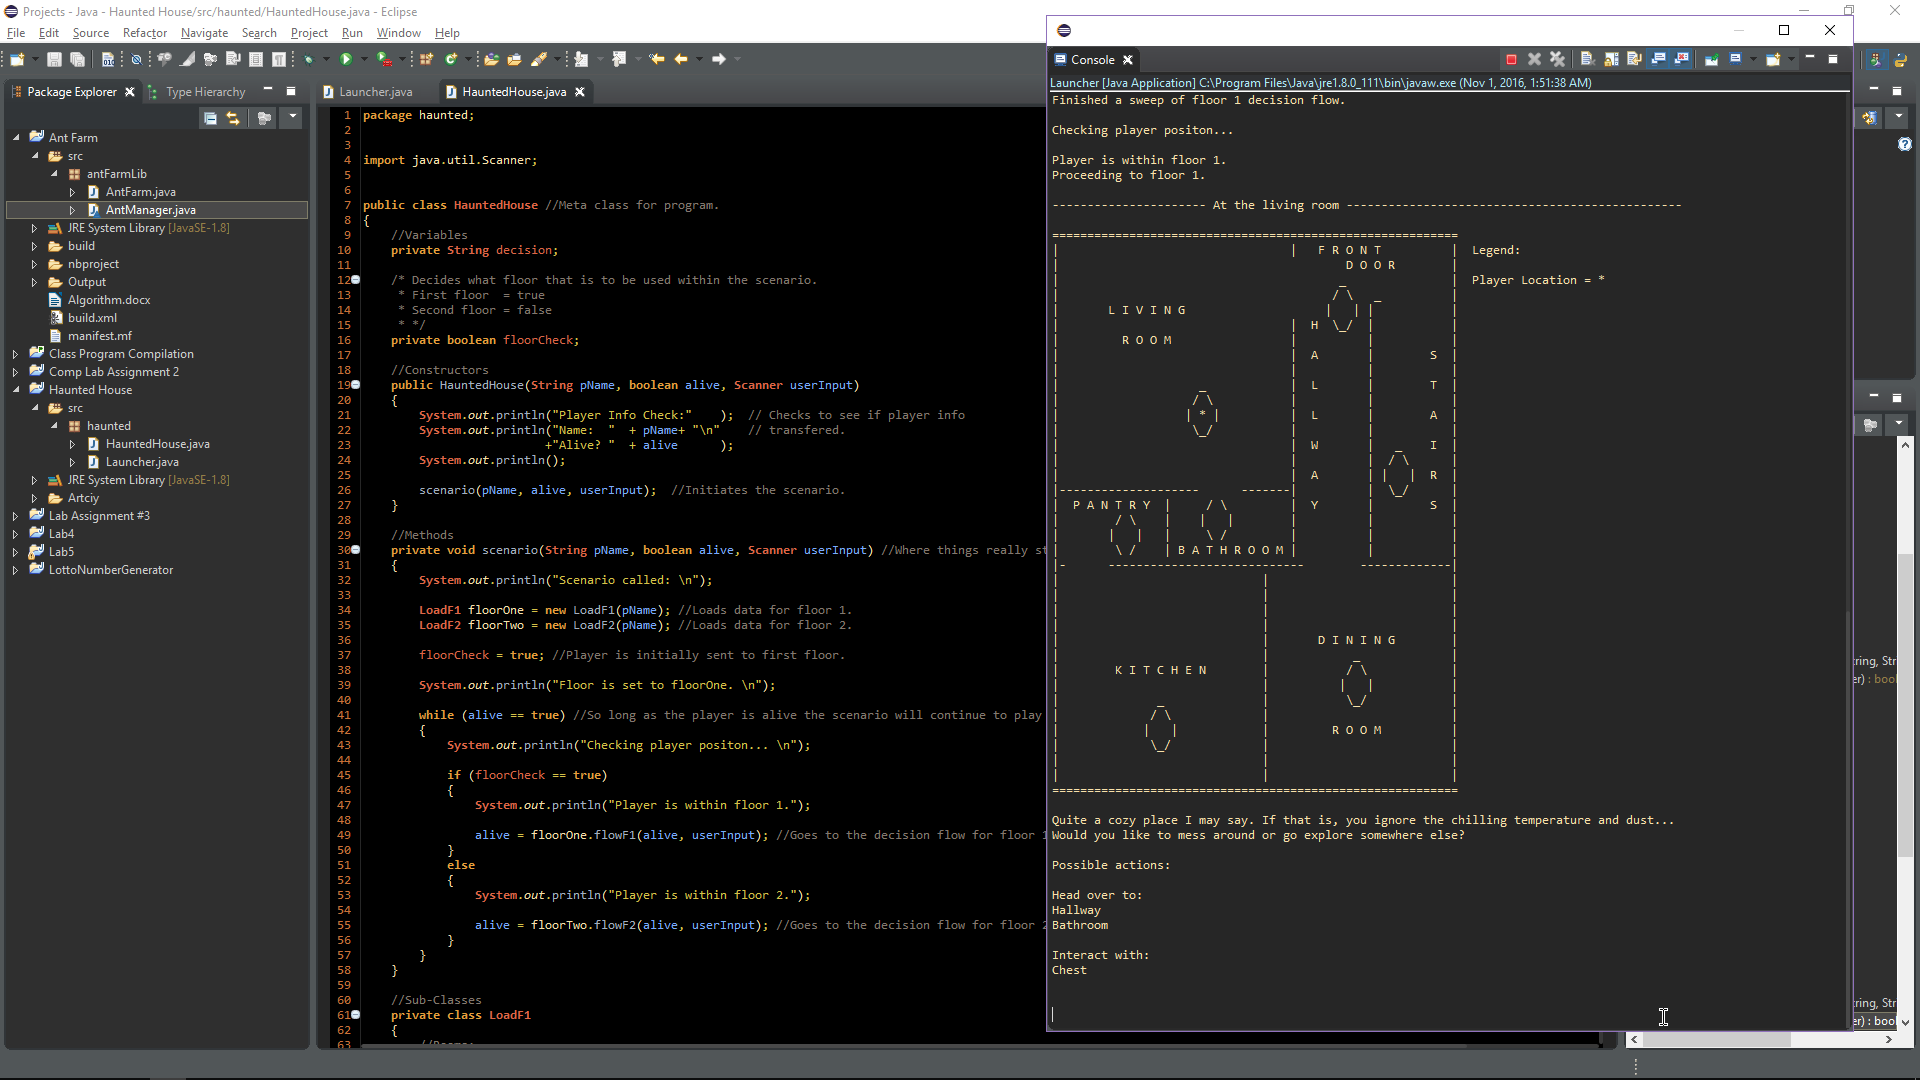 Projects - Java - Haunted House/src/haunted/HauntedHouse.java - Eclipse
File Edit Source Refactor Navigate Search Project Run Window Help
Package Explorer
Type Hierarchy
Ant Farm
src
antFarmLib
AntFarm.java
AntManager.java
JRE System Library [JavaSE-1.8]
build
nbproject
Output
Algorithm.docx
build.xml
manifest.mf
Class Program Compilation
Comp Lab Assignment 2
Haunted House
src
haunted
HauntedHouse.java
Launcher.java
JRE System Library [JavaSE-1.8]
Artciy
Lab Assignment #3
Lab4
Lab5
LottoNumberGenerator
Launcher.java
HauntedHouse.java
1 package haunted;
2
3
4 import java.util.Scanner;
5
6
7 public class HauntedHouse //Meta class for program.
8 {
9 //Variables
10 private String decision;
11
12 /* Decides what floor that is to be used within the scenario.
13 * First floor = true
14 * Second floor = false
15 * */
16 private boolean floorCheck;
17
18 //Constructors
19 public HauntedHouse(String pName, boolean alive, Scanner userInput)
20 {
21 System.out.println("Player Info Check:" ); // Checks to see if player info
22 System.out.println("Name: " + pName+ "\n" // transfered.
23 +"Alive? " + alive );
24 System.out.println();
25
26 scenario(pName, alive, userInput); //Initiates the scenario.
27 }
28
29 //Methods
30 private void scenario(String pName, boolean alive, Scanner userInput) //Where things really st
31 {
32 System.out.println("Scenario called: \n");
33
34 LoadF1 floorOne = new LoadF1(pName); //Loads data for floor 1.
35 LoadF2 floorTwo = new LoadF2(pName); //Loads data for floor 2.
36
37 floorCheck = true; //Player is initially sent to first floor.
38
39 System.out.println("Floor is set to floorOne. \n");
40
41 while (alive == true) //So long as the player is alive the scenario will continue to play
42 {
43 System.out.println("Checking player positon... \n");
44
45 if (floorCheck == true)
46 {
47 System.out.println("Player is within floor 1.");
48
49 alive = floorOne.flowF1(alive, userInput); //Goes to the decision flow for floor 1
50 }
51 else
52 {
53 System.out.println("Player is within floor 2.");
54
55 alive = floorTwo.flowF2(alive, userInput); //Goes to the decision flow for floor 2
56 }
57 }
58 }
59
60 //Sub-Classes
61 private class LoadF1
62 {
63
Console
Launcher [Java Application] C:\Program Files\Java\jre1.8.0_111\bin\javaw.exe (Nov 1, 2016, 1:51:38 AM)
Finished a sweep of floor 1 decision flow.
Checking player positon...
Player is within floor 1.
Proceeding to floor 1.
---------------------- At the living room ------------------------------------------------
FRONT
DOOR
Legend:
Player Location = *
LIVING
ROOM
*
HALLWAY
STAIRS
PANTRY
BATHROOM
KITCHEN
DINING
ROOM
Quite a cozy place I may say. If that is, you ignore the chilling temperature and dust...
Would you like to mess around or go explore somewhere else?
Possible actions:
Head over to:
Hallway
Bathroom
Interact with:
Chest
tring, Str
er) : bool
tring, Str
er) : bool